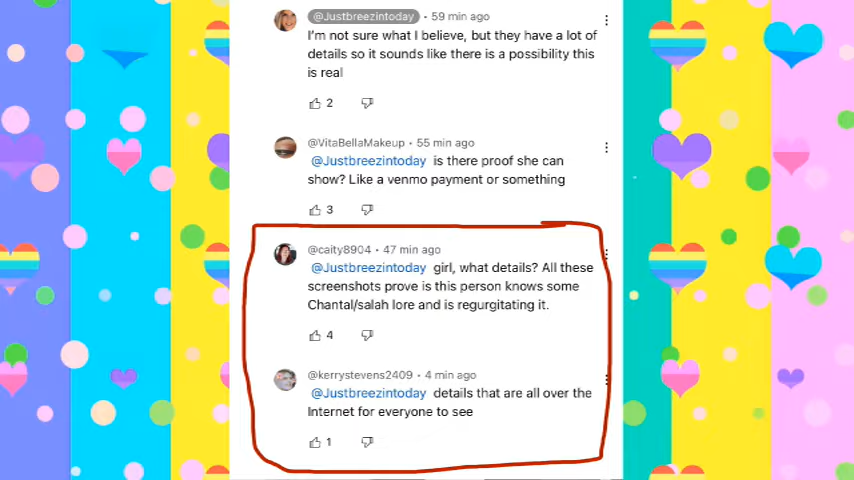 @Justbreezintoday • 59 min ago
I'm not sure what I believe, but they have a lot of
details so it sounds like there is a possibility this
is real
2
@VitaBellaMakeup • 55 min ago
@Justbreezintoday is there proof she can
show? Like a venmo payment or something
3
@caity8904 • 47 min ago
@Justbreezintoday girl, what details? All these
screenshots prove is this person knows some
Chantal/salah lore and is regurgitating it.
4
@kerrystevens2409 • 4 min ago
@Justbreezintoday details that are all over the
Internet for everyone to see
1